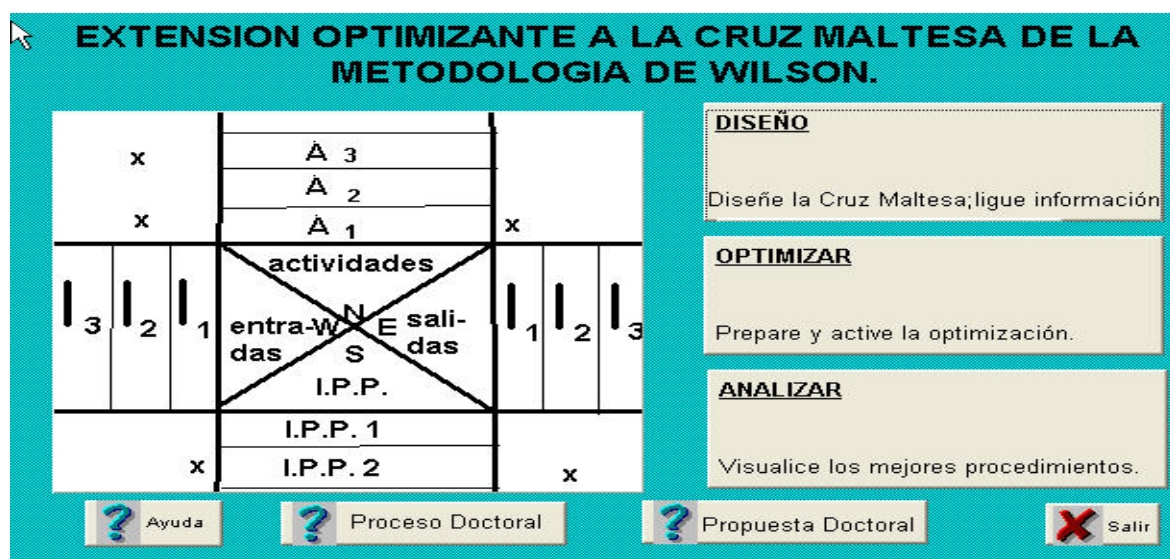 EXTENSION OPTIMIZANTE A LA CRUZ MALTESA DE LA
METODOLOGIA DE WILSON.
x A 3
A 2
x A 1 x
actividades
I 3 I 2 I 1 entra- W N E sali- I 1 I 2 I 3
das S das
I.P.P.
I.P.P. 1
x I.P.P. 2 x
DISEÑO
Diseñe la Cruz Maltesa;ligue información
OPTIMIZAR
Prepare y active la optimización.
ANALIZAR
Visualice los mejores procedimientos.
? Ayuda
? Proceso Doctoral
? Propuesta Doctoral
Salir